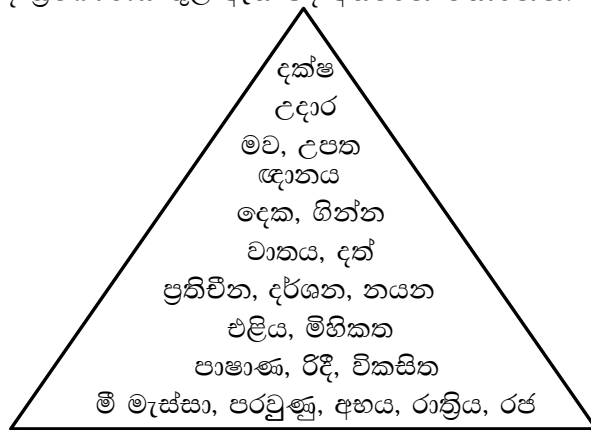 දක්ෂ
උදාර
මව, උපත
ඥානය
දෙක, ගින්න
වාතය, දත්
ප්‍රතිචීන, දර්ශන, නයන
එළිය, මිහිකත
පාෂාණ, රිදී, විකසිත
මී මැස්සා, පරවුණු, අභය, රාත්‍රිය, රජ